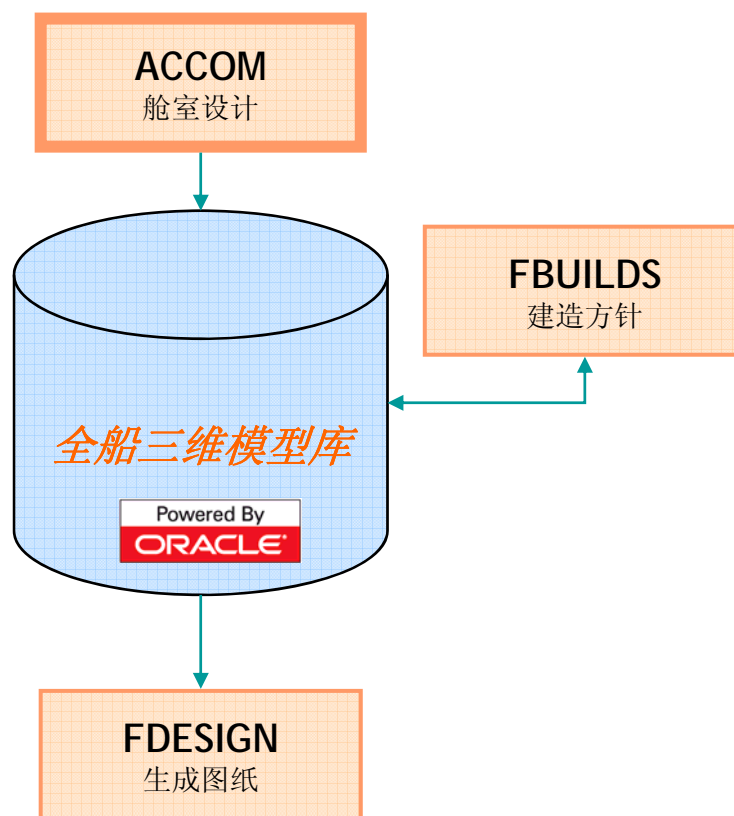 ACCOM
舱室设计
FBUILDS
建造方针
全船三维模型库
Powered By
ORACLE
FDESIGN
生成图纸